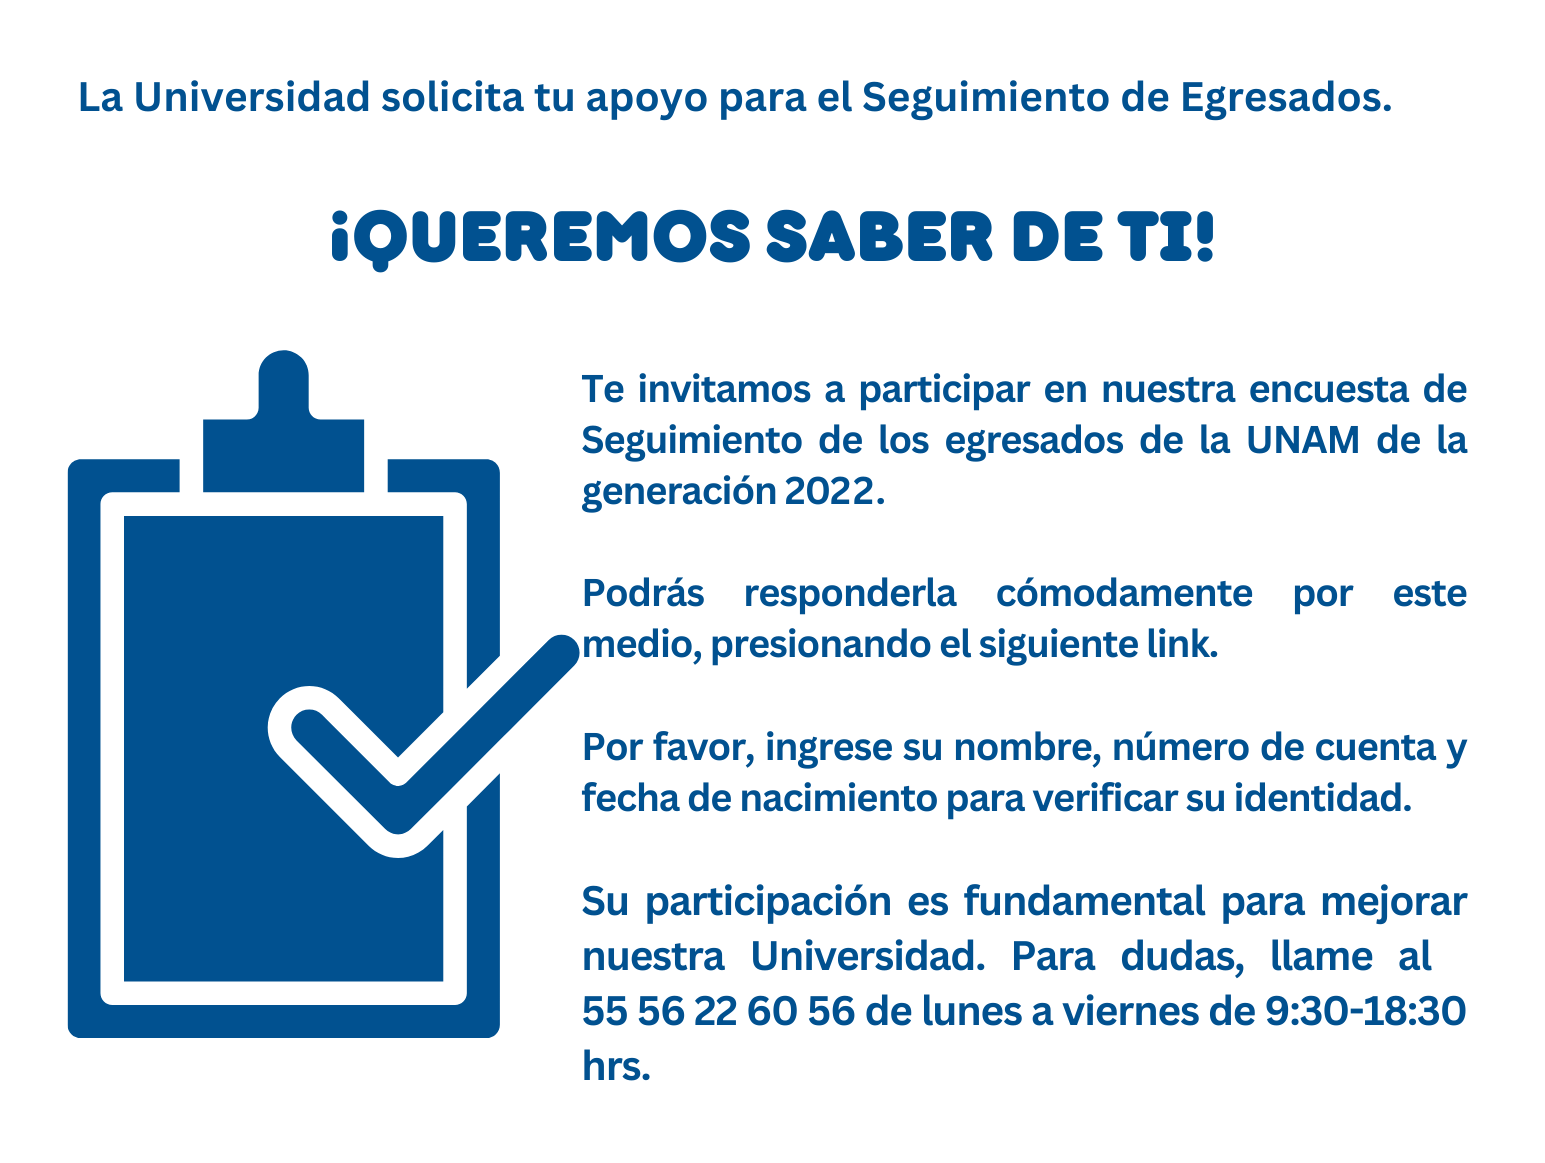 La Universidad solicita tu apoyo para el Seguimiento de Egresados.
¡QUEREMOS SABER DE TI!
Te invitamos a participar en nuestra encuesta de
Seguimiento de los egresados de la UNAM de la
generación 2022.
Podrás responderla cómodamente por este
medio, presionando el siguiente link.
Por favor, ingrese su nombre, número de cuenta y
fecha de nacimiento para verificar su identidad.
Su participación es fundamental para mejorar
nuestra Universidad. Para dudas, llame al
55 56 22 60 56 de lunes a viernes de 9:30-18:30
hrs.